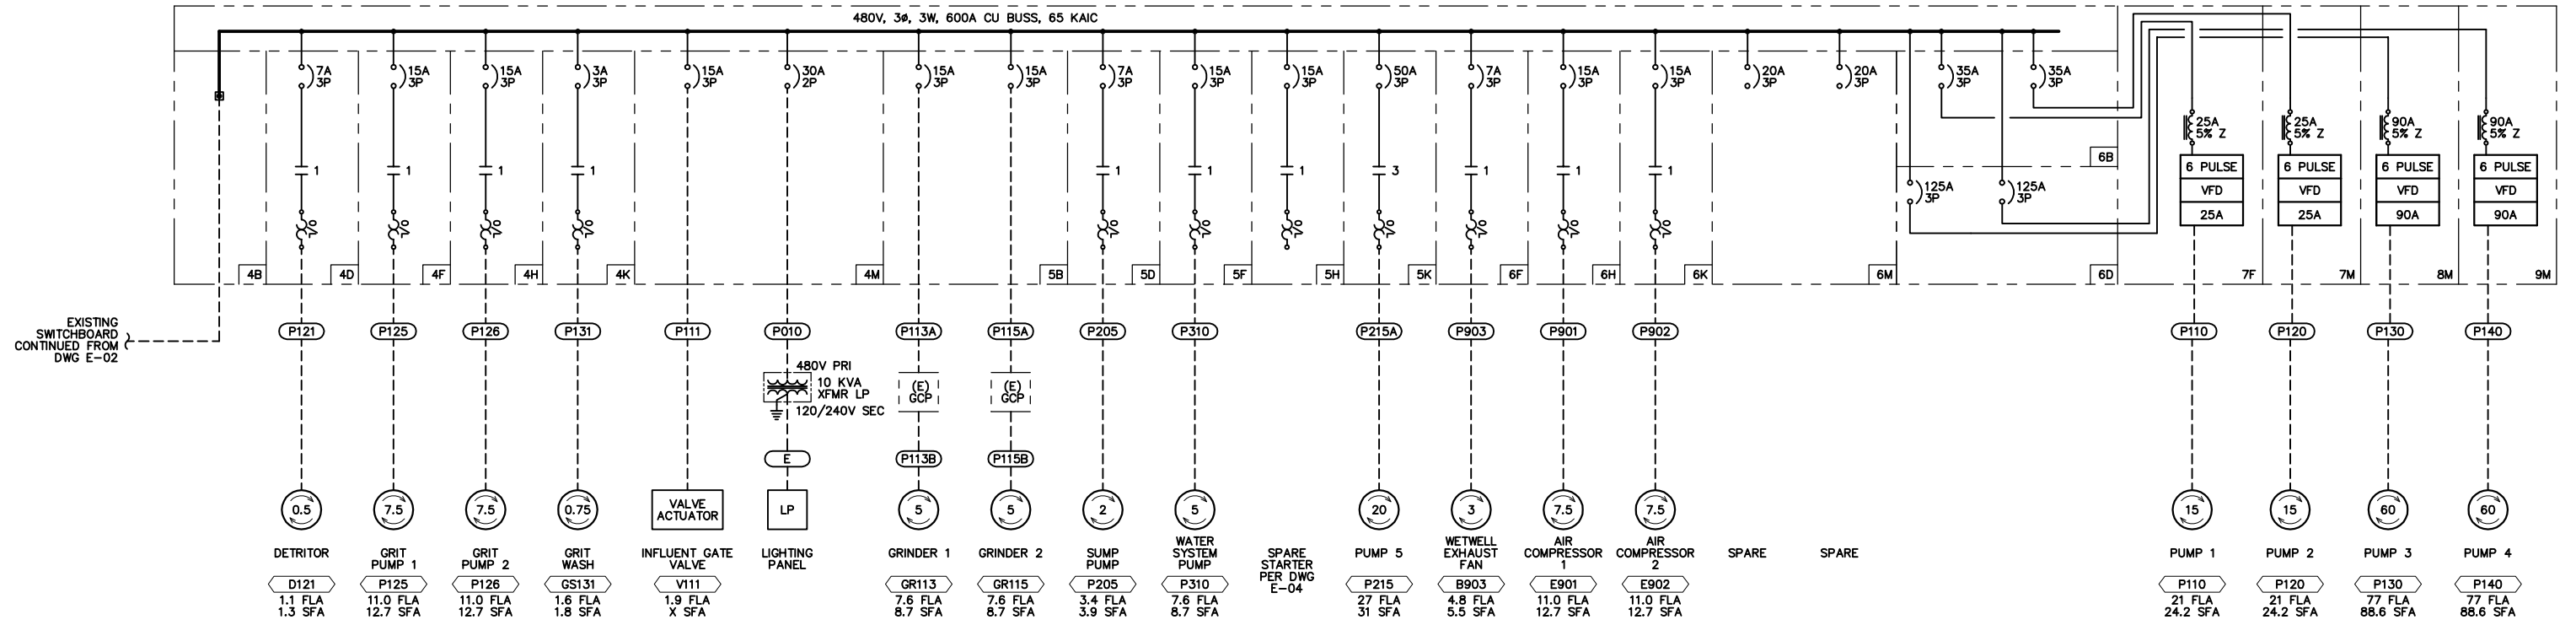 480V, 3ø, 3W, 600A CU BUSS, 65 KAIC
7A
3P
15A
3P
15A
3P
3A
3P
15A
3P
30A
2P
15A
3P
15A
3P
7A
3P
15A
3P
15A
3P
50A
3P
7A
3P
15A
3P
15A
3P
20A
3P
20A
3P
35A
3P
35A
3P
25A
5% Z
25A
5% Z
90A
5% Z
90A
5% Z
1
1
1
1
1
1
1
3
1
1
1
6B
125A
3P
125A
3P
6 PULSE
VFD
25A
6 PULSE
VFD
25A
6 PULSE
VFD
90A
6 PULSE
VFD
90A
OL
OL
OL
OL
OL
OL
OL
OL
OL
OL
OL
4B
4D
4F
4H
4K
4M
5B
5D
5F
5H
5K
6F
6H
6K
6M
6D
7F
7M
8M
9M
EXISTING
SWITCHBOARD
CONTINUED FROM
DWG E-02
P121
P125
P126
P131
P111
P010
P113A
P115A
P205
P310
P215A
P903
P901
P902
P110
P120
P130
P140
480V PRI
10 KVA
XFMR LP
120/240V SEC
(E)
GCP
(E)
GCP
E
P113B
P115B
0.5
7.5
7.5
0.75
VALVE
ACTUATOR
LP
5
5
2
5
20
3
7.5
7.5
15
15
60
60
DETRITOR
D121
1.1 FLA
1.3 SFA
GRIT
PUMP 1
P125
11.0 FLA
12.7 SFA
GRIT
PUMP 2
P126
11.0 FLA
12.7 SFA
GRIT
WASH
GS131
1.6 FLA
1.8 SFA
INFLUENT GATE
VALVE
V111
1.9 FLA
X SFA
LIGHTING
PANEL
GRINDER 1
GR113
7.6 FLA
8.7 SFA
GRINDER 2
GR115
7.6 FLA
8.7 SFA
SUMP
PUMP
P205
3.4 FLA
3.9 SFA
WATER
SYSTEM
PUMP
P310
7.6 FLA
8.7 SFA
SPARE
STARTER
PER DWG
E-04
PUMP 5
P215
27 FLA
31 SFA
WETWELL
EXHAUST
FAN
B903
4.8 FLA
5.5 SFA
AIR
COMPRESSOR
1
E901
11.0 FLA
12.7 SFA
AIR
COMPRESSOR
2
E902
11.0 FLA
12.7 SFA
SPARE
SPARE
PUMP 1
P110
21 FLA
24.2 SFA
PUMP 2
P120
21 FLA
24.2 SFA
PUMP 3
P130
77 FLA
88.6 SFA
PUMP 4
P140
77 FLA
88.6 SFA